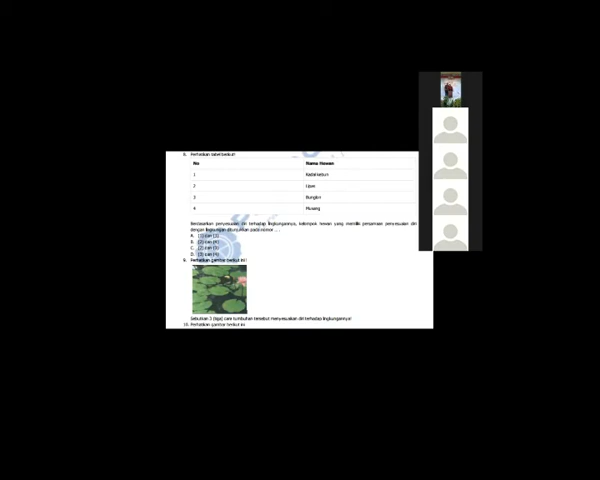 8. Perhatikan tabel berikut!
No Nama Hewan
1 Kadal kebun
2 Ular
3 Bunglon
4 Musang
Berdasarkan penyesuaian diri terhadap lingkungannya, kelompok hewan yang memiliki persamaan penyesuaian diri
dengan lingkungan ditunjukkan pada nomor ....
A. (1) dan (2)
B. (2) dan (4)
C. (2) dan (3)
D. (3) dan (4)
9. Perhatikan gambar berikut ini!
Sebutkan 3 (tiga) cara tumbuhan tersebut menyesuaikan diri terhadap lingkungannya!
10. Perhatikan gambar berikut ini